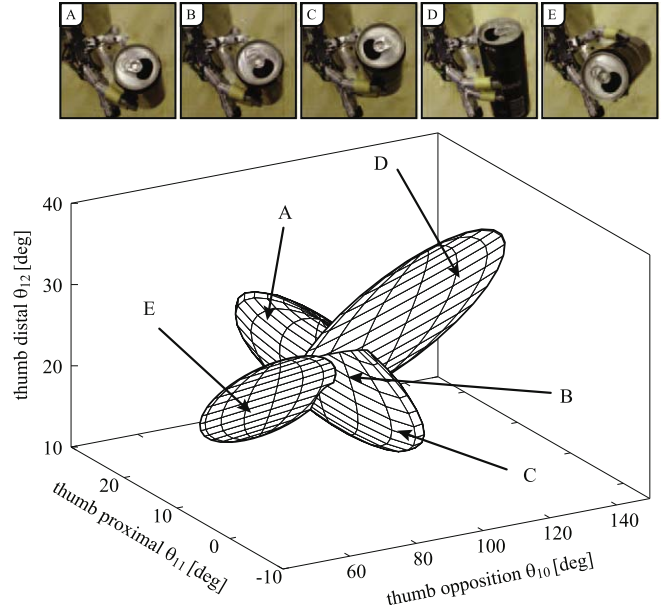 A B C D E
40
30
20
10
thumb distal θ12 [deg]
A
D
E
B
C
20
10
0
-10
thumb proximal θ11 [deg]
60
80
100
120
140
thumb opposition θ10 [deg]